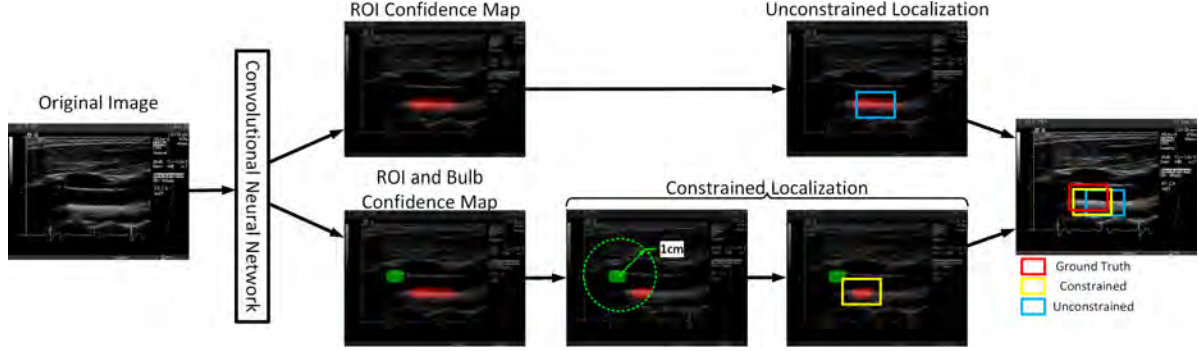 ROI Confidence Map
Unconstrained Localization
Original Image
Convolutional Neural Network
ROI and Bulb
Confidence Map
Constrained Localization
1cm
Ground Truth
Constrained
Unconstrained